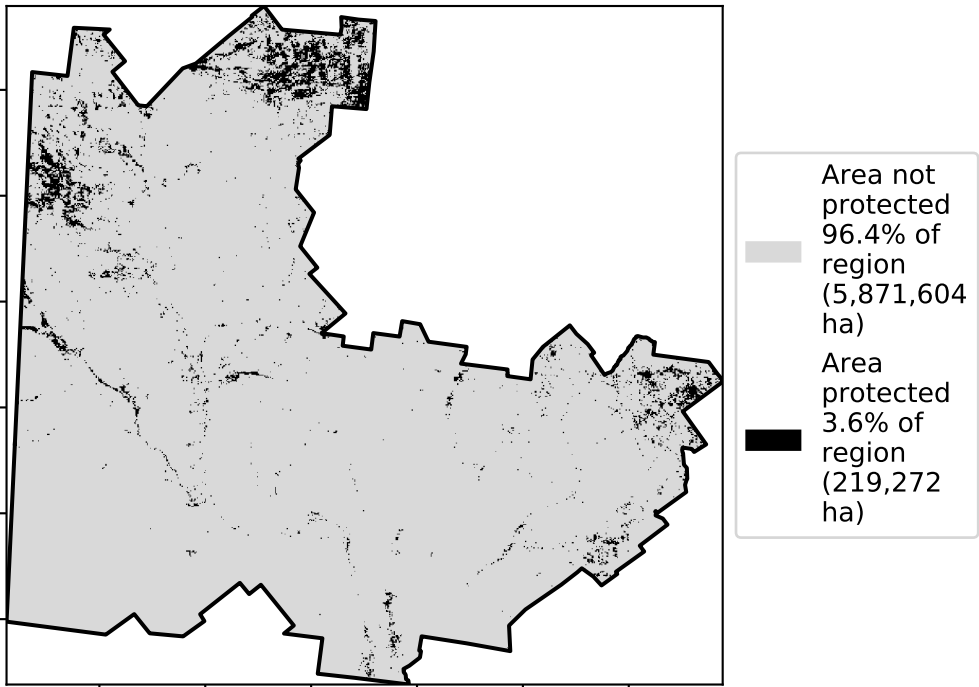 Area not
protected
96.4% of
region
(5,871,604
ha)
Area
protected
3.6% of
region
(219,272
ha)